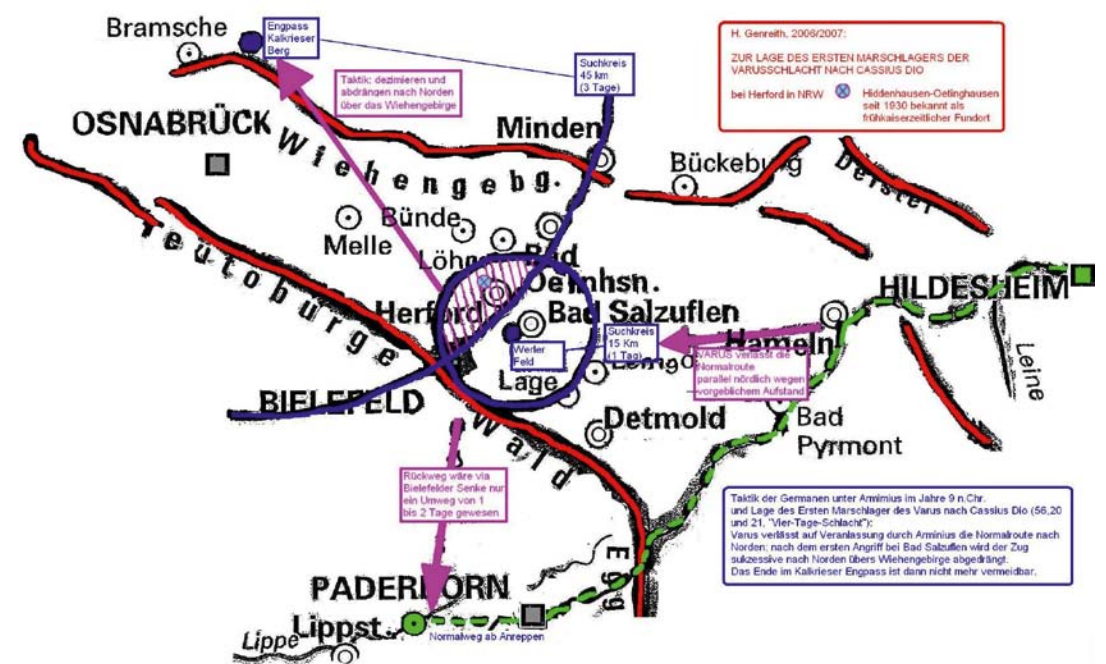 Bramsche
Engpass
Kalkrieser
Berg
Suchkreis
45 km
(3 Tage)
H. Genreith, 2006/2007:
ZUR LAGE DES ERSTEN MARSCHLAGERS DER
VARUSSCHLACHT NACH CASSIUS DIO
bei Herford in NRW
Hiddenhausen-Oetinghausen
seit 1930 bekannt als
frühkaiserzeitlicher Fundort
Taktik: dezimieren und
abdrängen nach Norden
über das Wiehengebirge
OSNABRÜCK
Wiehengebg.
Minden
Bückeburg
Deister
Melle
Bünde
Löhn
Bad
Oeinhsn.
Teutoburge
Wald
Herford
Bad Salzuflen
HILDESHEIM
Werler
Feld
Suchkreis
15 Km
(1 Tag)
Hameln
Leine
VARUS verlässt die
Normalroute
parallel nördlich wegen
vorgeblichem Aufstand
Lage
BIELEFELD
Detmold
Bad
Pyrmont
Rückweg wäre via
Bielefelder Senke nur
ein Umweg von 1
bis 2 Tage gewesen
Taktik der Germanen unter Arminius im Jahre 9 n.Chr.
und Lage des Ersten Marschlager des Varus nach Cassius Dio (56,20
und 21, "Vier-Tage-Schlacht"):
Varus verlässt auf Veranlassung durch Arminius die Normalroute nach
Norden; nach dem ersten Angriff bei Bad Salzuflen wird der Zug
sukzessive nach Norden übers Wiehengebirge abgedrängt.
Das Ende im Kalkrieser Engpass ist dann nicht mehr vermeidbar.
Egg
PADERBORN
Lippst.
Lippe
Normalweg ab Anreppen